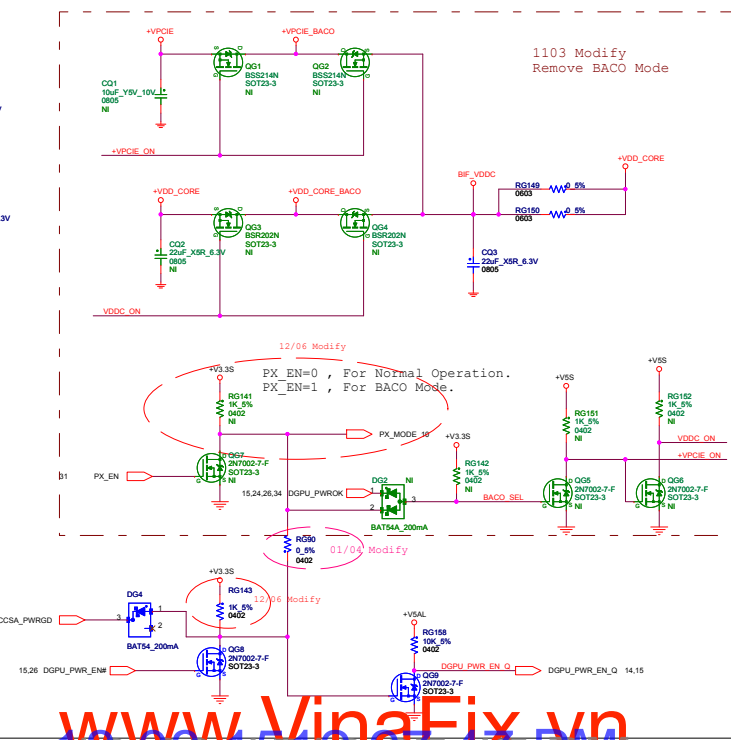 +VPCIE
+VPCIE_BACO
1103 Modify
Remove BACO Mode
QG1
BSS214N
SOT23-3
NI
QG2
BSS214N
SOT23-3
NI
CQ1
10uF_Y5V_10V
0805
NI
+VPCIE_ON
+VDD_CORE
BIF_VDDC
RG149
0_5%
0603
RG150
0_5%
0603
+VDD_CORE
+VDD_CORE_BACO
.3V
QG3
BSR202N
SOT23-3
NI
QG4
BSR202N
SOT23-3
NI
CQ2
22uF_X5R_6.3V
0805
NI
CQ3
22uF_X5R_6.3V
0805
VDDC_ON
12/06 Modify
PX_EN=0 , For Normal Operation.
PX_EN=1 , For BACO Mode.
+V3.3S
RG141
1K_5%
0402
NI
PX_MODE
+V3.3S
+V5S
RG151
1K_5%
0402
NI
+V5S
RG152
1K_5%
0402
NI
VDDC_ON
+VPCIE_ON
31
PX_EN
QG7
2N7002-7-F
SOT23-3
NI
RG142
1K_5%
0402
NI
15,24,26,34 DGPU_PWROK
DG2
NI
1
2
3
BAT54A_200mA
BACO_SEL
QG5
2N7002-7-F
SOT23-3
NI
QG6
2N7002-7-F
SOT23-3
NI
RG90
0_5%
0402
01/04 Modify
+V3.3S
RG143
1K_5%
0402
12/06 Modify
DG4
1
2
3
BAT54_200mA
CCSA_PWRGD
QG8
2N7002-7-F
SOT23-3
15,26 DGPU_PWR_EN#
+V5AL
RG158
10K_5%
0402
DGPU_PWR_EN_Q
DGPU_PWR_EN_Q 14,15
QG9
2N7002-7-F
SOT23-3
www.VinaFix.vn